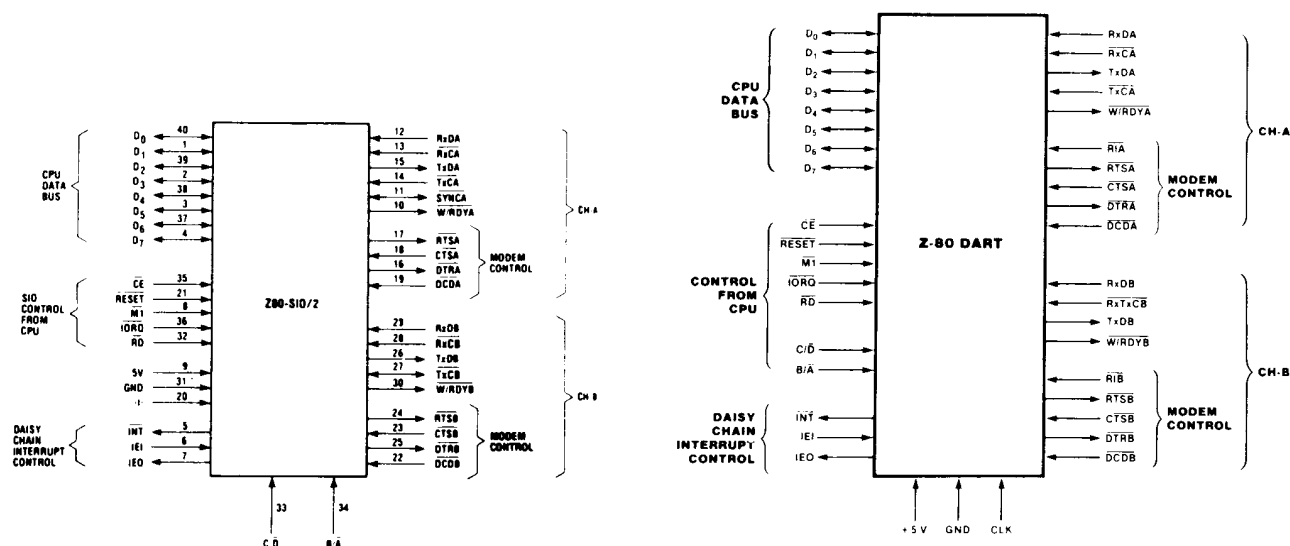 CPU
DATA
BUS
D0 40
D1 1
D2 39
D3 2
D4 38
D5 3
D6 37
D7 4
SIO
CONTROL
FROM
CPU
CE 35
RESET 21
M1 8
IORQ 36
RD 32
5V 9
GND 31
20
DAISY
CHAIN
INTERRUPT
CONTROL
INT 5
IEI 6
IEO 7
Z80-SIO/2
12 RxDA
13 RxCA
15 TxDA
14 TxCA
11 SYNCA
10 W/RDYA
17 RTSA
18 CTSA
16 DTRA
19 DCDA
MODEM
CONTROL
CH-A
29 RxDB
28 RxCB
26 TxDB
27 TxCB
30 W/RDYB
24 RTSB
23 CTSB
25 DTRB
22 DCDB
MODEM
CONTROL
CH-B
33 34
C/D B/A
CPU
DATA
BUS
D0
D1
D2
D3
D4
D5
D6
D7
CONTROL
FROM
CPU
CE
RESET
M1
IORQ
RD
C/D
B/A
DAISY
CHAIN
INTERRUPT
CONTROL
INT
IEI
IEO
Z-80 DART
RxDA
RxCA
TxDA
TxCA
W/RDYA
RIA
RTSA
CTSA
DTRA
DCDA
MODEM
CONTROL
CH-A
RxDB
RxTxCB
TxDB
W/RDYB
RIB
RTSB
CTSB
DTRB
DCDB
MODEM
CONTROL
CH-B
+5V GND CLK